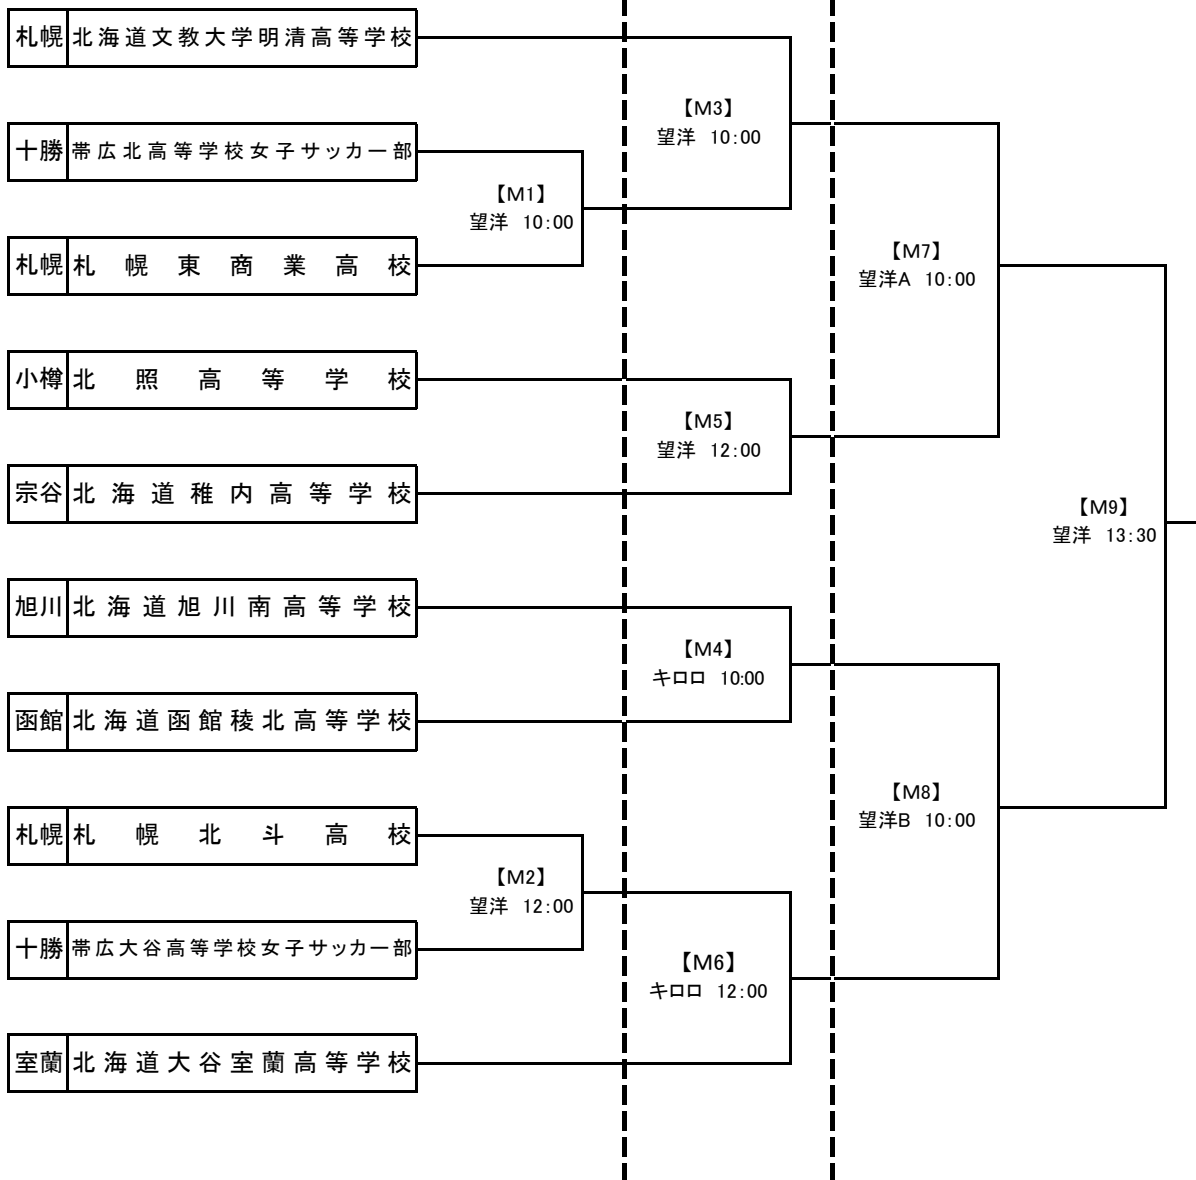 札幌 北海道文教大学明清高等学校
【M3】
望洋 10:00
十勝 帯広北高等学校女子サッカー部
【M1】
望洋 10:00
札幌 札幌東商業高校
【M7】
望洋A 10:00
小樽 北照高等学校
【M5】
望洋 12:00
宗谷 北海道稚内高等学校
【M9】
望洋 13:30
旭川 北海道旭川南高等学校
【M4】
キロロ 10:00
函館 北海道函館稜北高等学校
【M8】
望洋B 10:00
札幌 札幌北斗高校
【M2】
望洋 12:00
十勝 帯広大谷高等学校女子サッカー部
【M6】
キロロ 12:00
室蘭 北海道大谷室蘭高等学校